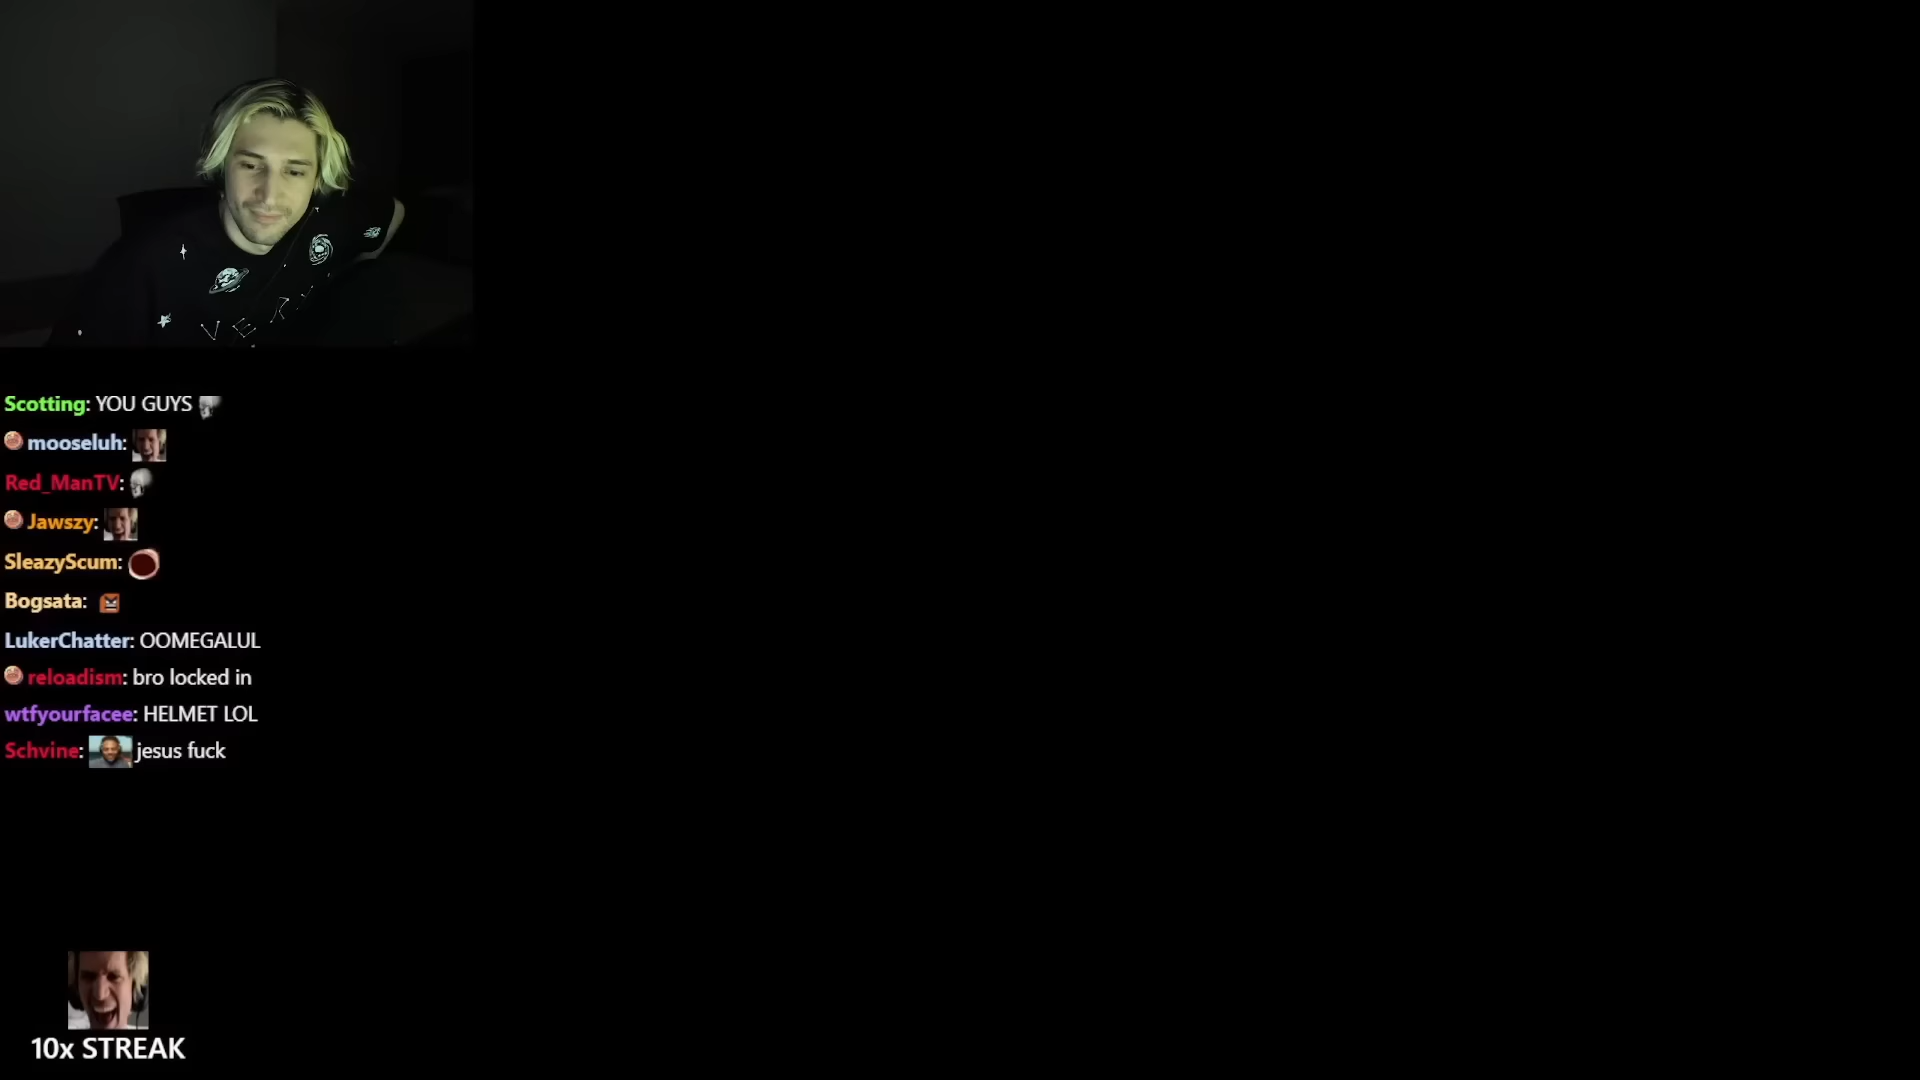 VERY
Scotting: YOU GUYS
mooseluh:
Red_ManTV:
Jawszy:
SleazyScum:
Bogsata:
LukerChatter: OOMEGALUL
reloadism: bro locked in
wtfyourfacee: HELMET LOL
Schvine: jesus fuck
10x STREAK